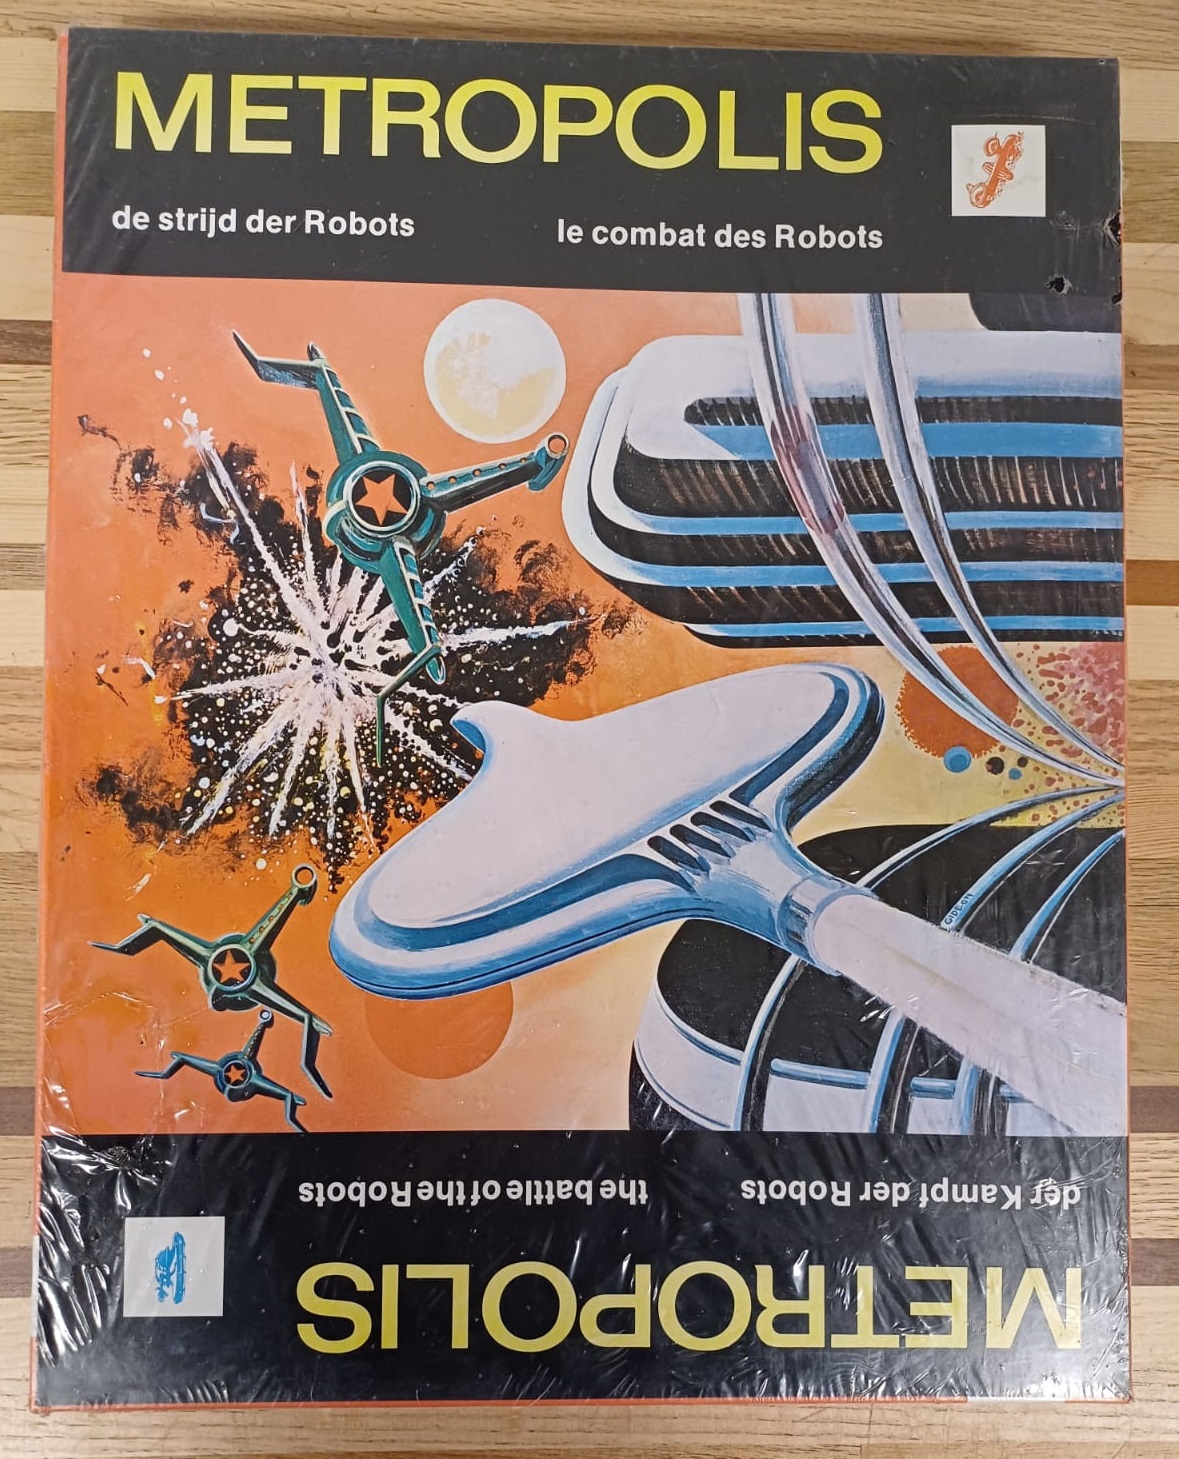 METROPOLIS
de strijd der Robots
le combat des Robots
GIDEON
der Kampf der Robots
the battle of the Robots
METROPOLIS